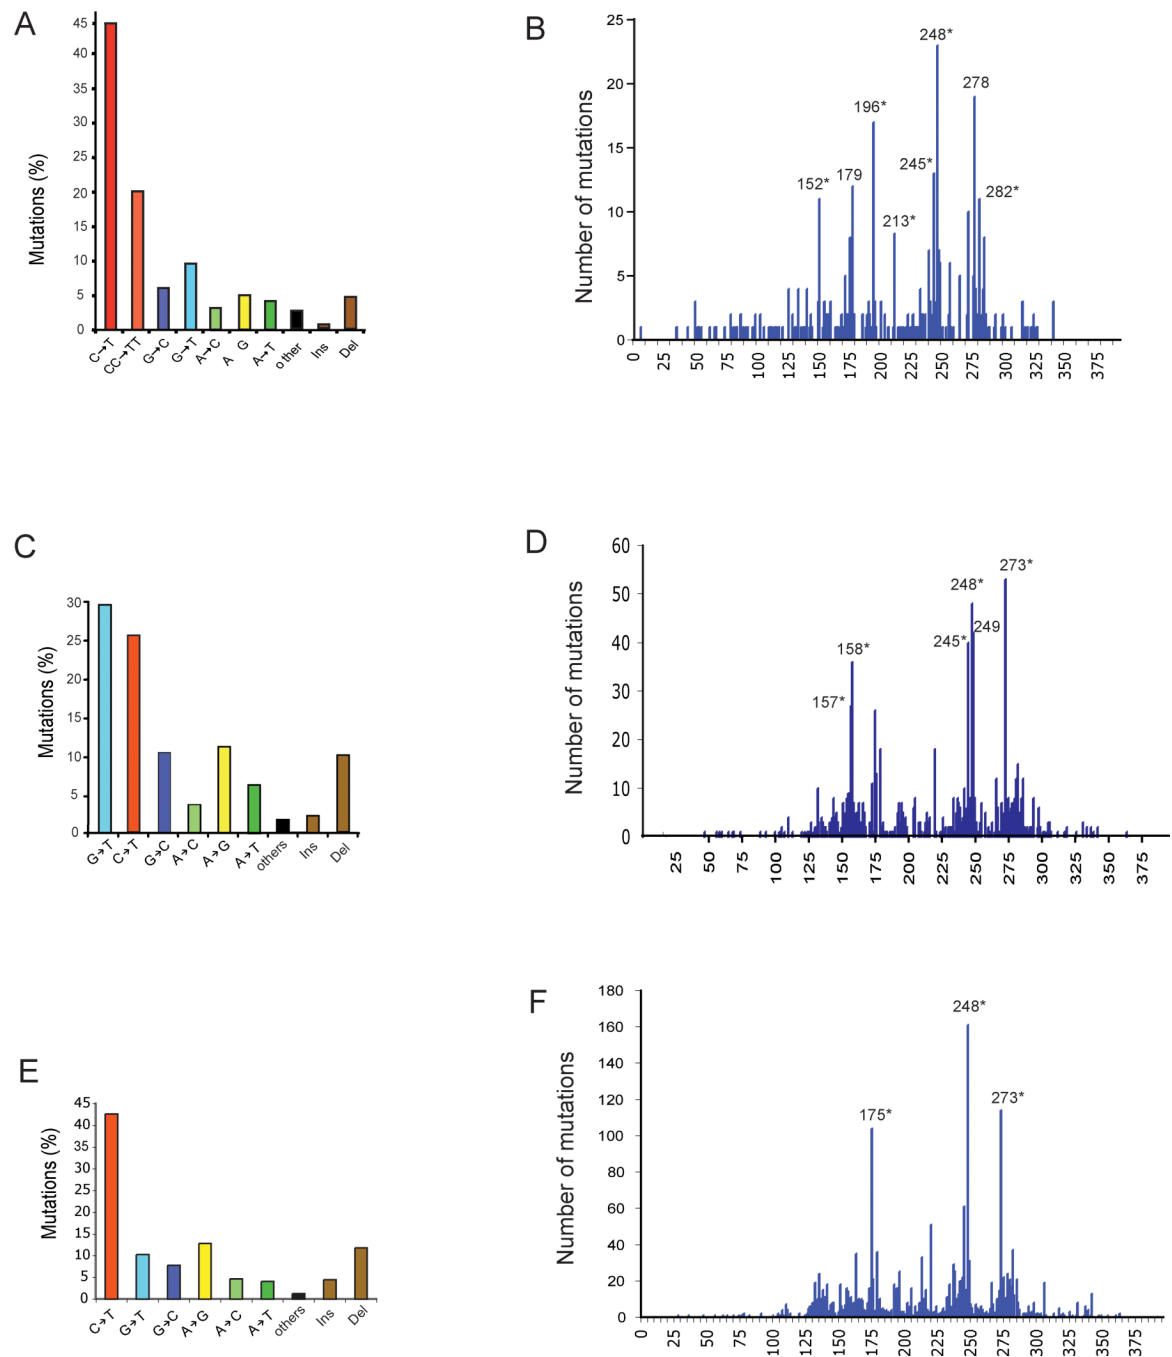 A
Mutations (%)
45
40
35
30
25
20
15
10
5
0
C→T
CC→TT
G→C
G→T
A→C
A G
A→T
other
Ins
Del
B
Number of mutations
25
20
15
10
5
0
152*
179
196*
213*
245*
248*
278
282*
0
25
50
75
100
125
150
175
200
225
250
275
300
325
350
375
C
Mutations (%)
30
25
20
15
10
5
0
G→T
C→T
G→C
A→C
A→G
A→T
others
Ins
Del
D
Number of mutations
60
50
40
30
20
10
0
157*
158*
245*
248*
249
273*
25
50
75
100
125
150
175
200
225
250
275
300
325
350
375
E
Mutations (%)
45
40
35
30
25
20
15
10
5
0
C→T
G→T
G→C
A→G
A→C
A→T
others
Ins
Del
F
Number of mutations
180
160
140
120
100
80
60
40
20
0
175*
248*
273*
0
25
50
75
100
125
150
175
200
225
250
275
300
325
350
375